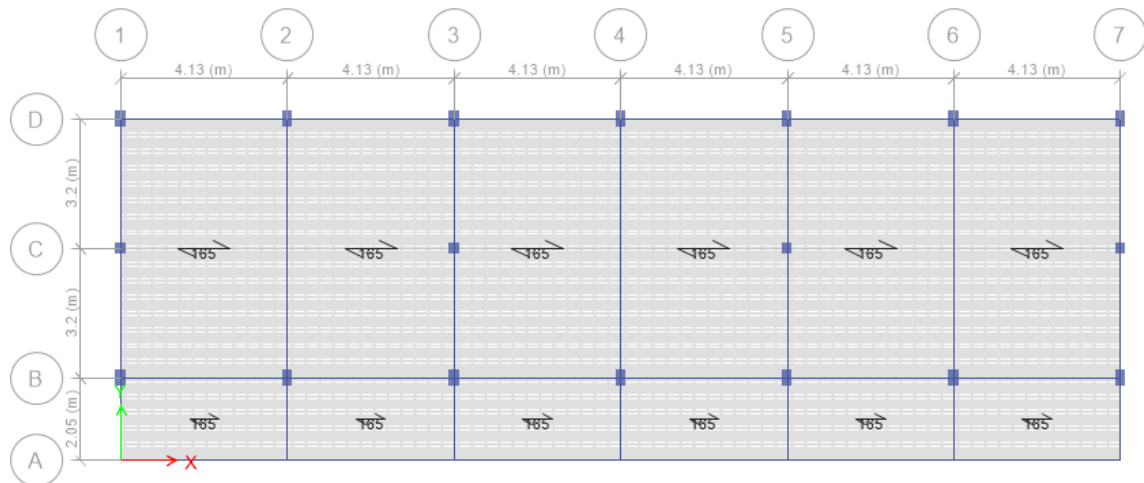 1 2 3 4 5 6 7
4.13 (m) 4.13 (m) 4.13 (m) 4.13 (m) 4.13 (m) 4.13 (m)
D
3.2 (m)
C
165 165 165 165 165 165
3.2 (m)
B
Y
2.05 (m)
165 165 165 165 165 165
A
X